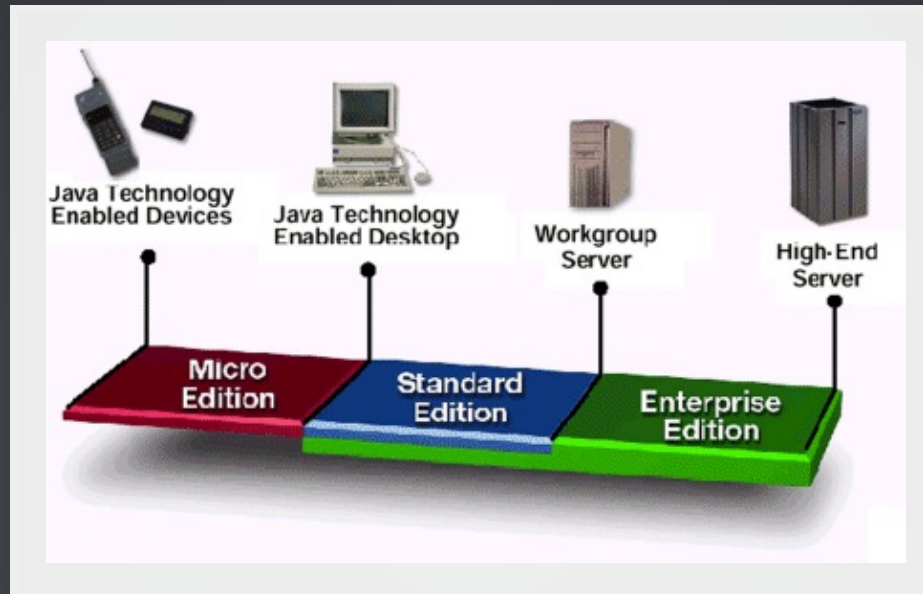 Java Technology
Enabled Devices
Java Technology
Enabled Desktop
Workgroup
Server
High-End
Server
Micro
Edition
Standard
Edition
Enterprise
Edition